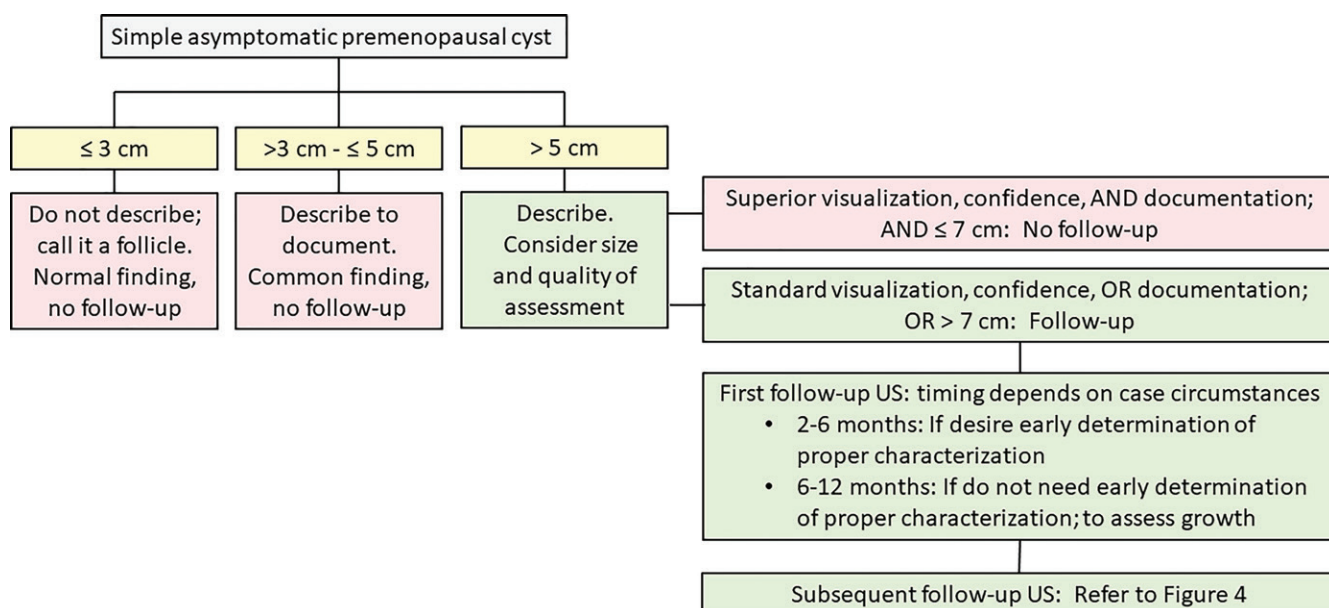 Simple asymptomatic premenopausal cyst
≤ 3 cm
>3 cm - ≤ 5 cm
> 5 cm
Do not describe;
call it a follicle.
Normal finding,
no follow-up
Describe to
document.
Common finding,
no follow-up
Describe.
Consider size
and quality of
assessment
Superior visualization, confidence, AND documentation;
AND ≤ 7 cm: No follow-up
Standard visualization, confidence, OR documentation;
OR > 7 cm: Follow-up
First follow-up US: timing depends on case circumstances
• 2-6 months: If desire early determination of
proper characterization
• 6-12 months: If do not need early determination
of proper characterization; to assess growth
Subsequent follow-up US: Refer to Figure 4